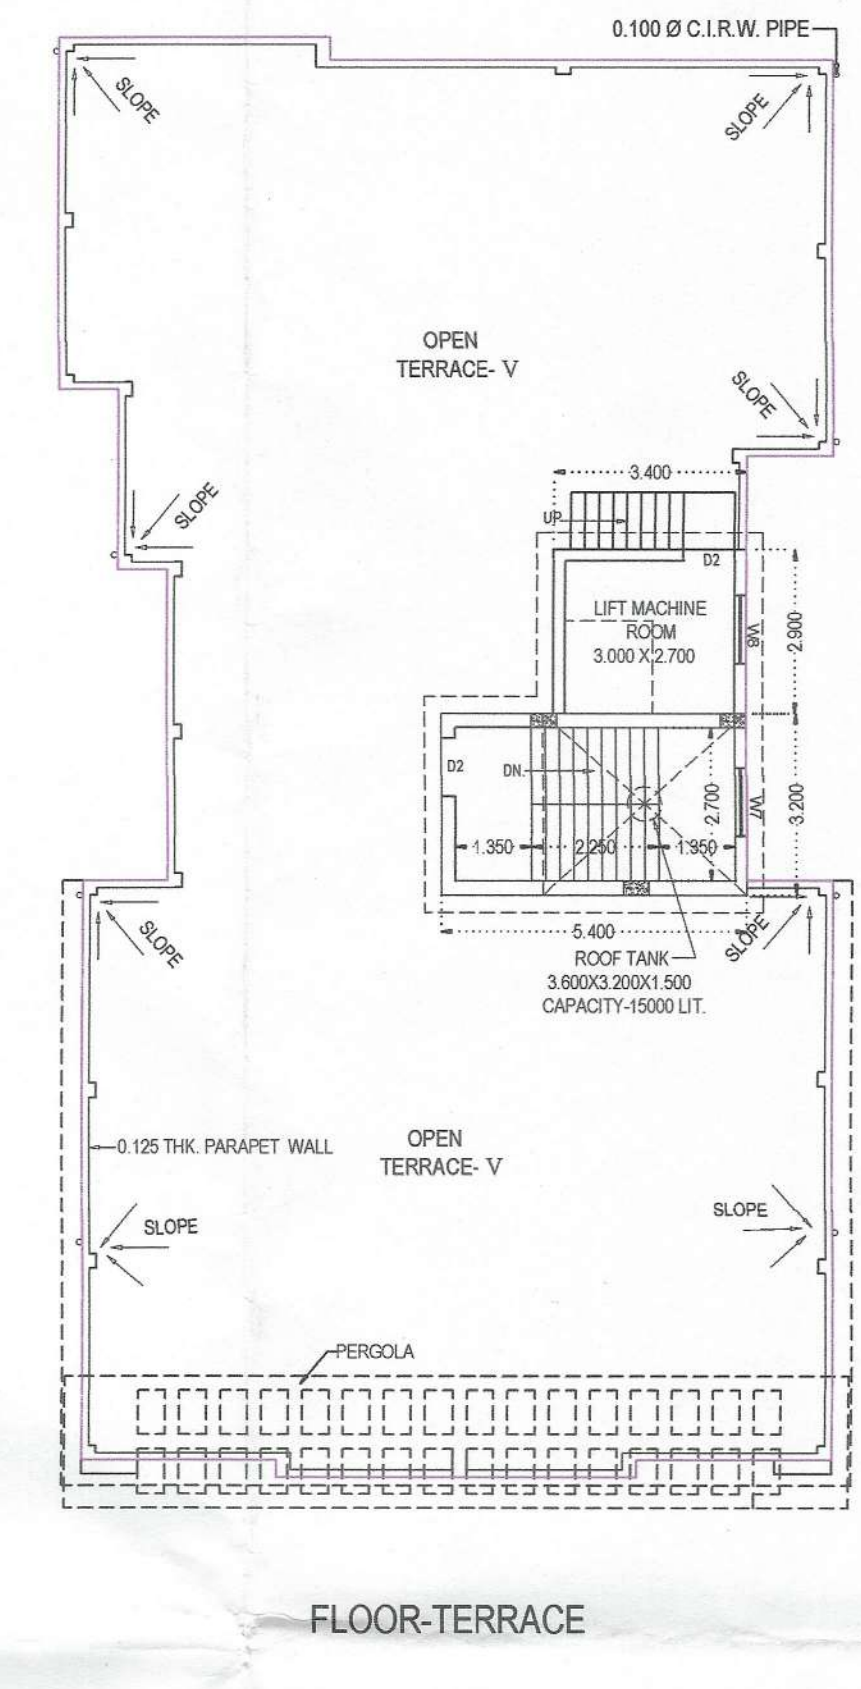 0.100 Ø C.I.R.W. PIPE
SLOPE
SLOPE
OPEN
TERRACE- V
SLOPE
SLOPE
3.400
UP
D2
LIFT MACHINE
ROOM
3.000 X 2.700
W8
2.900
D2
DN.
2.700
W7
3.200
1.350
2.250
1.350
5.400
SLOPE
SLOPE
ROOF TANK
3.600X3.200X1.500
CAPACITY-15000 LIT.
OPEN
TERRACE- V
0.125 THK. PARAPET WALL
SLOPE
SLOPE
PERGOLA
FLOOR-TERRACE